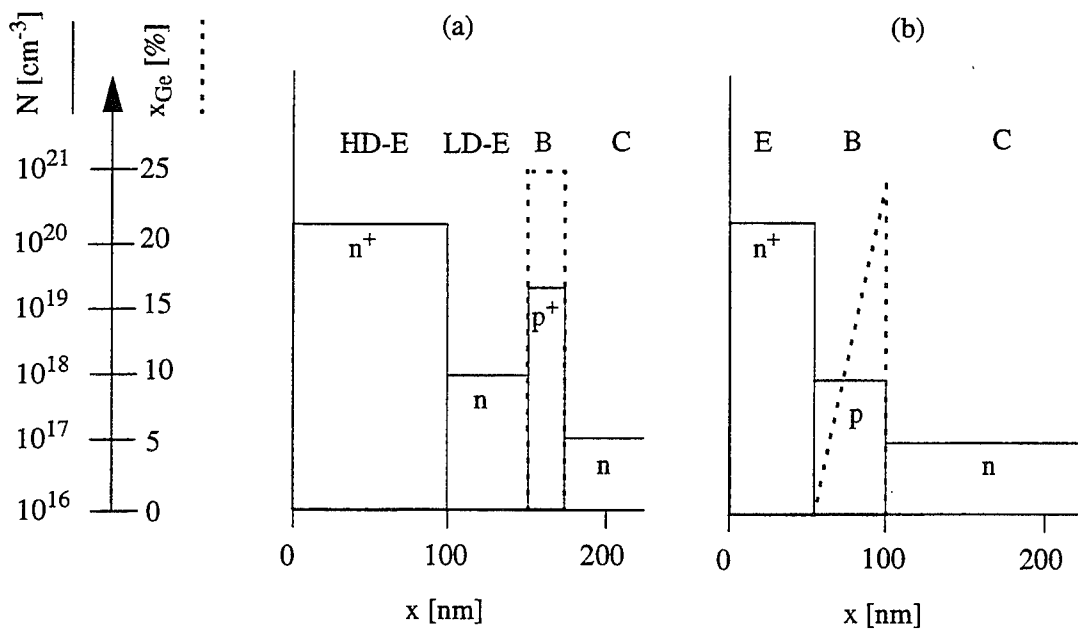 N [cm-3]
xGe [%]
10^21
10^20
10^19
10^18
10^17
10^16
25
20
15
10
5
0
(a)
HD-E LD-E B C
n+
n
p+
n
0 100 200
x [nm]
(b)
E B C
n+
p
n
0 100 200
x [nm]